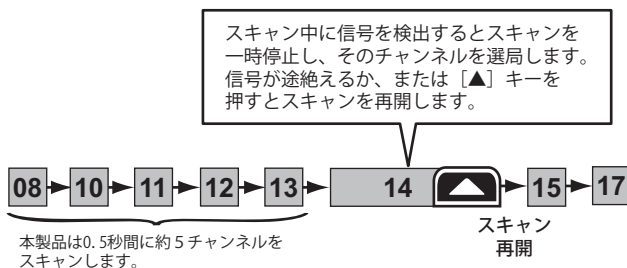 スキャン中に信号を検出するとスキャンを
一時停止し、そのチャンネルを選局します。
信号が途絶えるか、または［▲］キーを
押すとスキャンを再開します。
08 10 11 12 13 14 15 17
スキャン
再開
本製品は0.5秒間に約５チャンネルを
スキャンします。